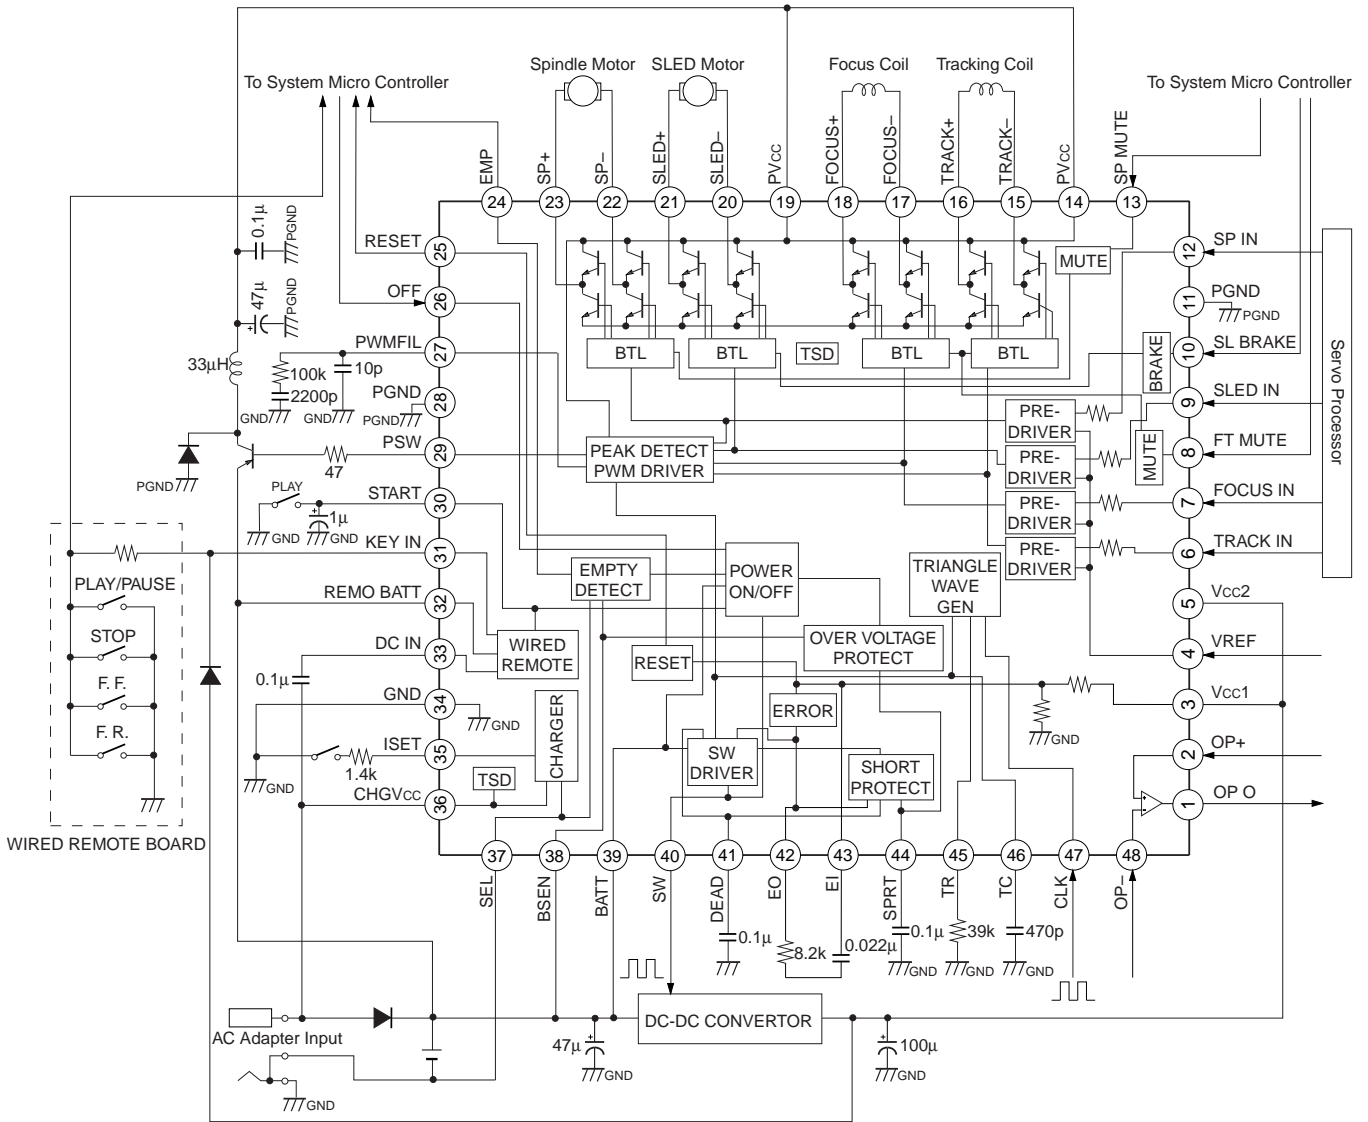 Spindle Motor
SLED Motor
Focus Coil
Tracking Coil
To System Micro Controller
To System Micro Controller
EMP
SP+
SP–
SLED+
SLED–
PVCC
FOCUS+
FOCUS–
TRACK+
TRACK–
PVCC
SP MUTE
24
23
22
21
20
19
18
17
16
15
14
13
0.1μ
PGND
47μ
PGND
33μH
RESET
25
OFF
26
PWMFIL
27
100k
10p
2200p
GND
GND
PGND
28
PGND
PSW
29
47
PGND
START
30
PLAY
1μ
GND
GND
KEY IN
31
REMO BATT
32
DC IN
33
0.1μ
GND
34
GND
ISET
35
1.4k
GND
CHGVCC
36
PLAY/PAUSE
STOP
F. F.
F. R.
WIRED REMOTE BOARD
MUTE
BTL
BTL
TSD
BTL
BTL
BRAKE
MUTE
PRE-
DRIVER
PRE-
DRIVER
PRE-
DRIVER
PRE-
DRIVER
PEAK DETECT
PWM DRIVER
EMPTY
DETECT
POWER
ON/OFF
TRIANGLE
WAVE
GEN
WIRED
REMOTE
RESET
OVER VOLTAGE
PROTECT
CHARGER
TSD
ERROR
SW
DRIVER
SHORT
PROTECT
GND
+
-
12
SP IN
11
PGND
PGND
10
SL BRAKE
9
SLED IN
8
FT MUTE
7
FOCUS IN
6
TRACK IN
5
VCC2
4
VREF
3
VCC1
2
OP+
1
OP O
Servo Processor
37
38
39
40
41
42
43
44
45
46
47
48
SEL
BSEN
BATT
SW
DEAD
EO
EI
SPRT
TR
TC
CLK
OP–
0.1μ
8.2k
0.022μ
0.1μ
GND
39k
GND
470p
GND
AC Adapter Input
GND
47μ
GND
DC-DC CONVERTOR
100μ
GND